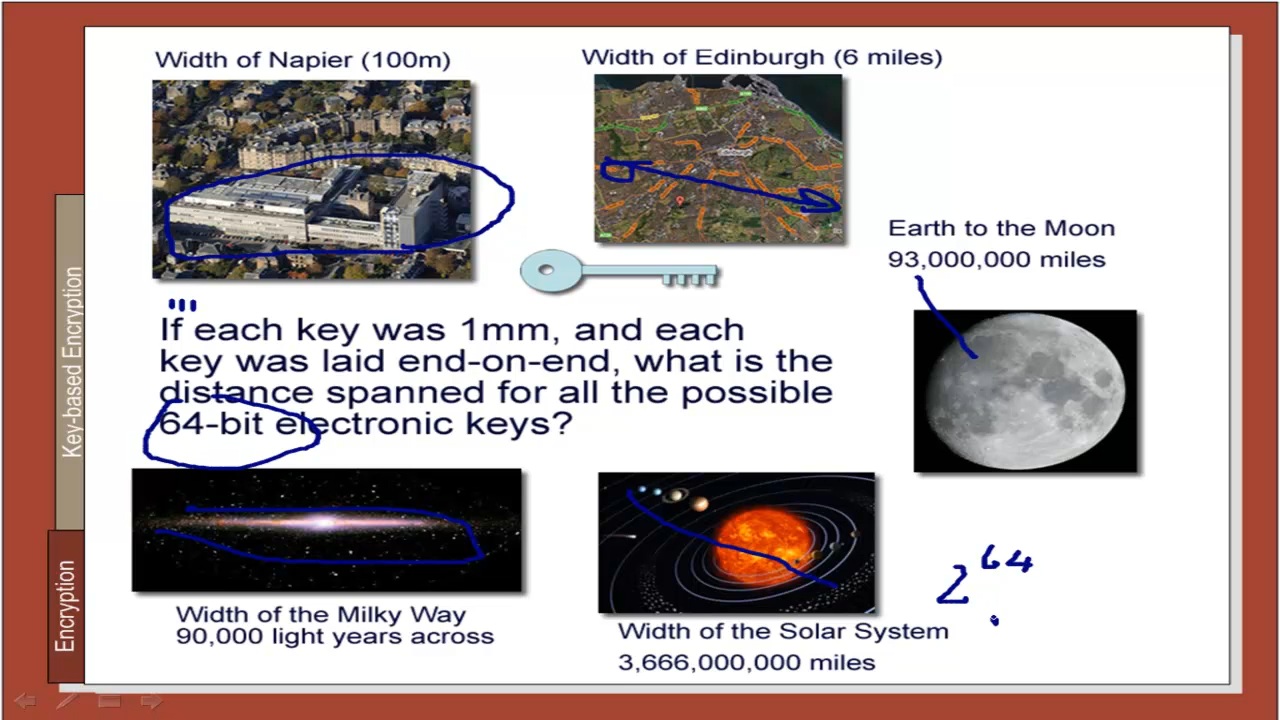 Width of Napier (100m)
Width of Edinburgh (6 miles)
Edinburgh
Earth to the Moon
93,000,000 miles
If each key was 1mm, and each
key was laid end-on-end, what is the
distance spanned for all the possible
64-bit electronic keys?
Width of the Milky Way
90,000 light years across
Width of the Solar System
3,666,000,000 miles
2^64
Key-based Encryption
Encryption